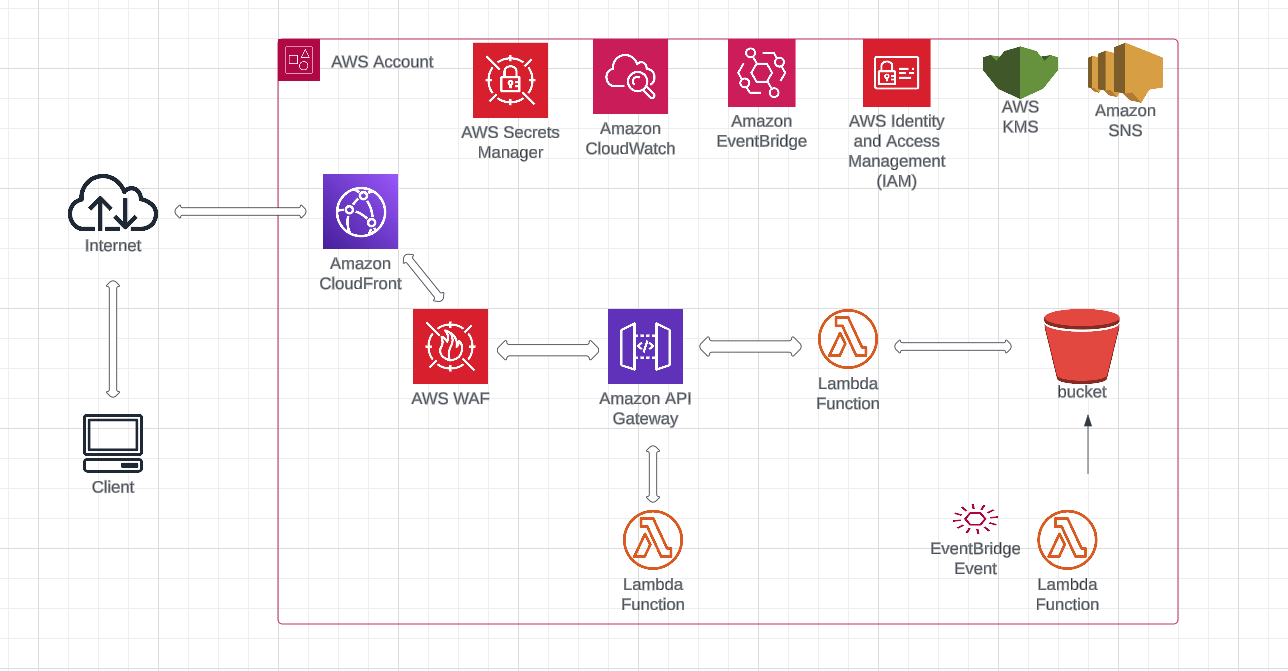 AWS Account
AWS Secrets
Manager
Amazon
CloudWatch
Amazon
EventBridge
AWS Identity
and Access
Management
(IAM)
AWS
KMS
Amazon
SNS
Internet
Amazon
CloudFront
AWS WAF
Amazon API
Gateway
Lambda
Function
bucket
Client
Lambda
Function
EventBridge
Event
Lambda
Function